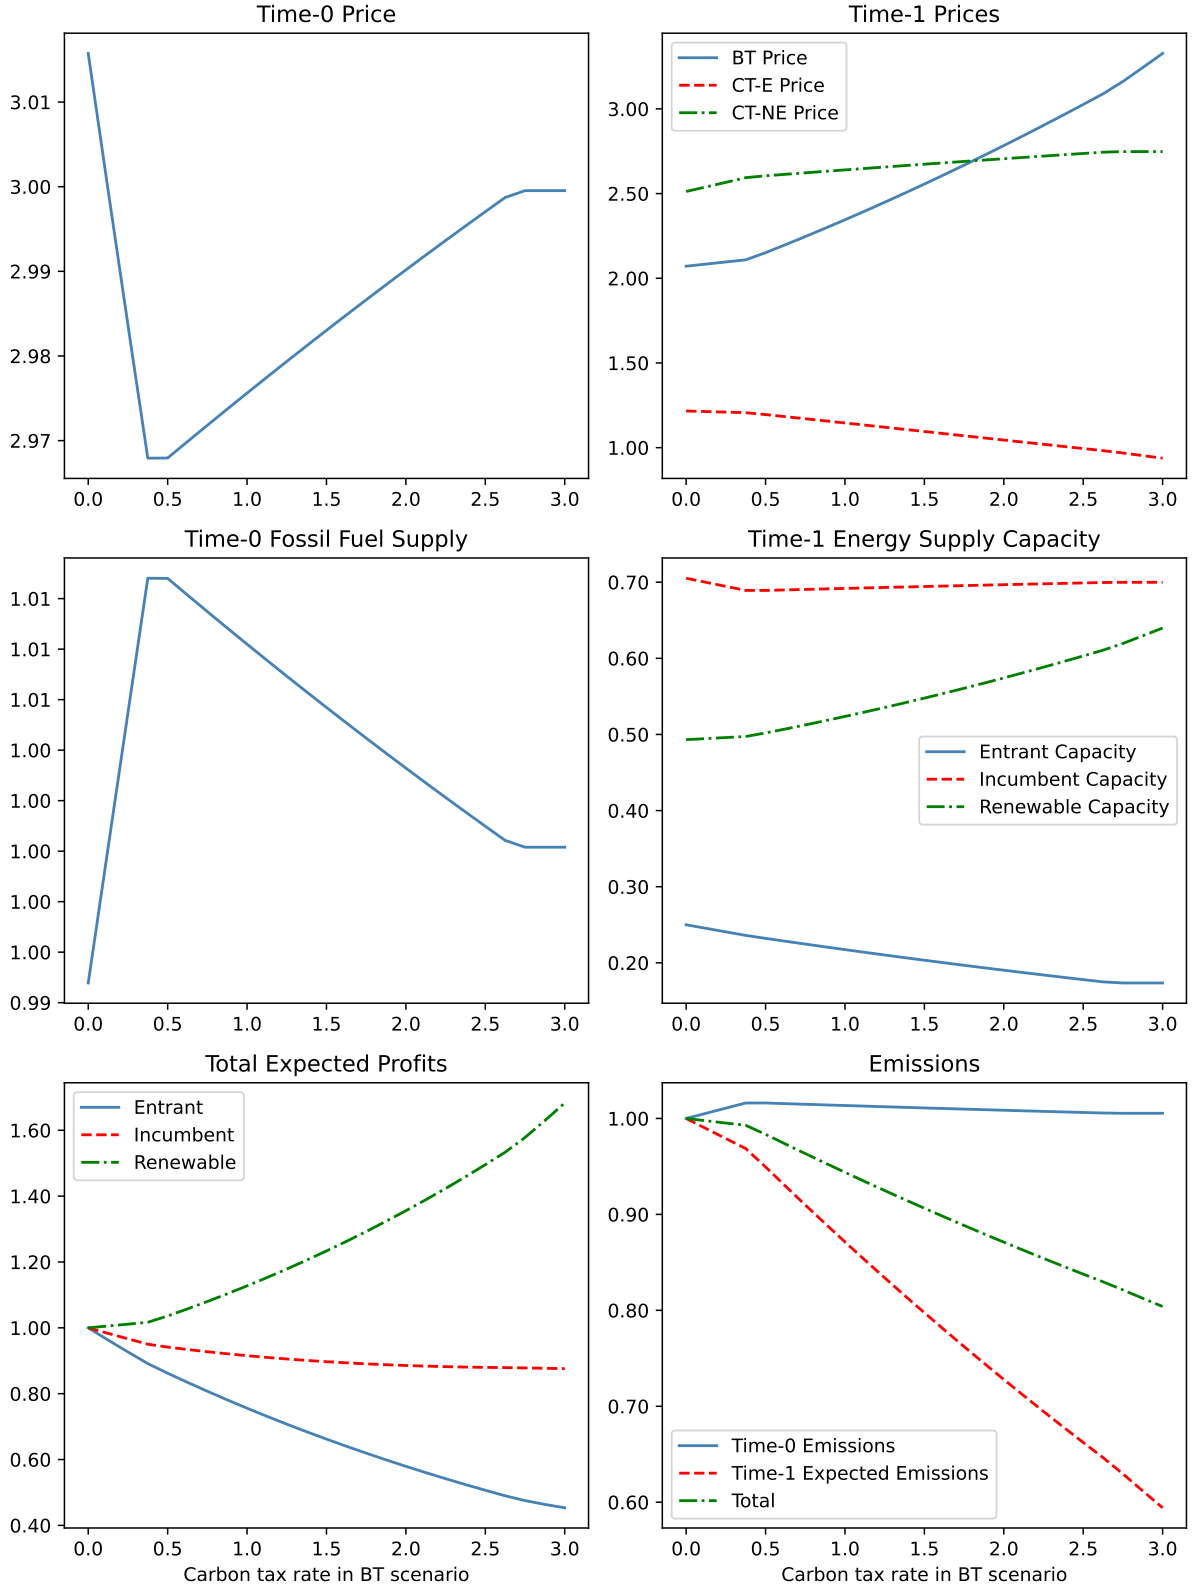 Time-0 Price
3.01
3.00
2.99
2.98
2.97
0.0 0.5 1.0 1.5 2.0 2.5 3.0
Time-1 Prices
BT Price
CT-E Price
CT-NE Price
3.00
2.50
2.00
1.50
1.00
0.0 0.5 1.0 1.5 2.0 2.5 3.0
Time-0 Fossil Fuel Supply
1.01
1.01
1.01
1.00
1.00
1.00
1.00
1.00
0.99
0.0 0.5 1.0 1.5 2.0 2.5 3.0
Time-1 Energy Supply Capacity
0.70
0.60
0.50
0.40
0.30
0.20
Entrant Capacity
Incumbent Capacity
Renewable Capacity
0.0 0.5 1.0 1.5 2.0 2.5 3.0
Total Expected Profits
Entrant
Incumbent
Renewable
1.60
1.40
1.20
1.00
0.80
0.60
0.40
0.0 0.5 1.0 1.5 2.0 2.5 3.0
Carbon tax rate in BT scenario
Emissions
1.00
0.90
0.80
0.70
0.60
Time-0 Emissions
Time-1 Expected Emissions
Total
0.0 0.5 1.0 1.5 2.0 2.5 3.0
Carbon tax rate in BT scenario